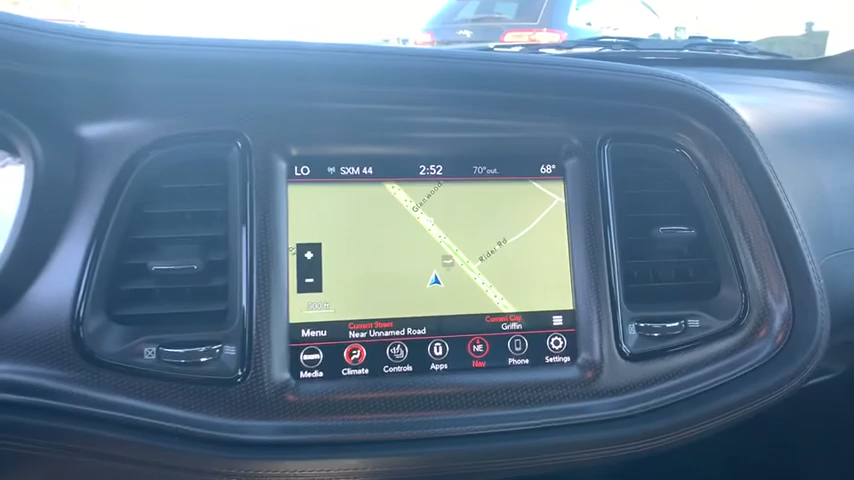 LO SXM 44 2:52 70°out. 68°
Glenwood
Rider Rd
+
-
500 ft
Menu
Current Street
Near Unnamed Road
Current City
Griffin
NE
Media Climate Controls Apps Nav Phone Settings